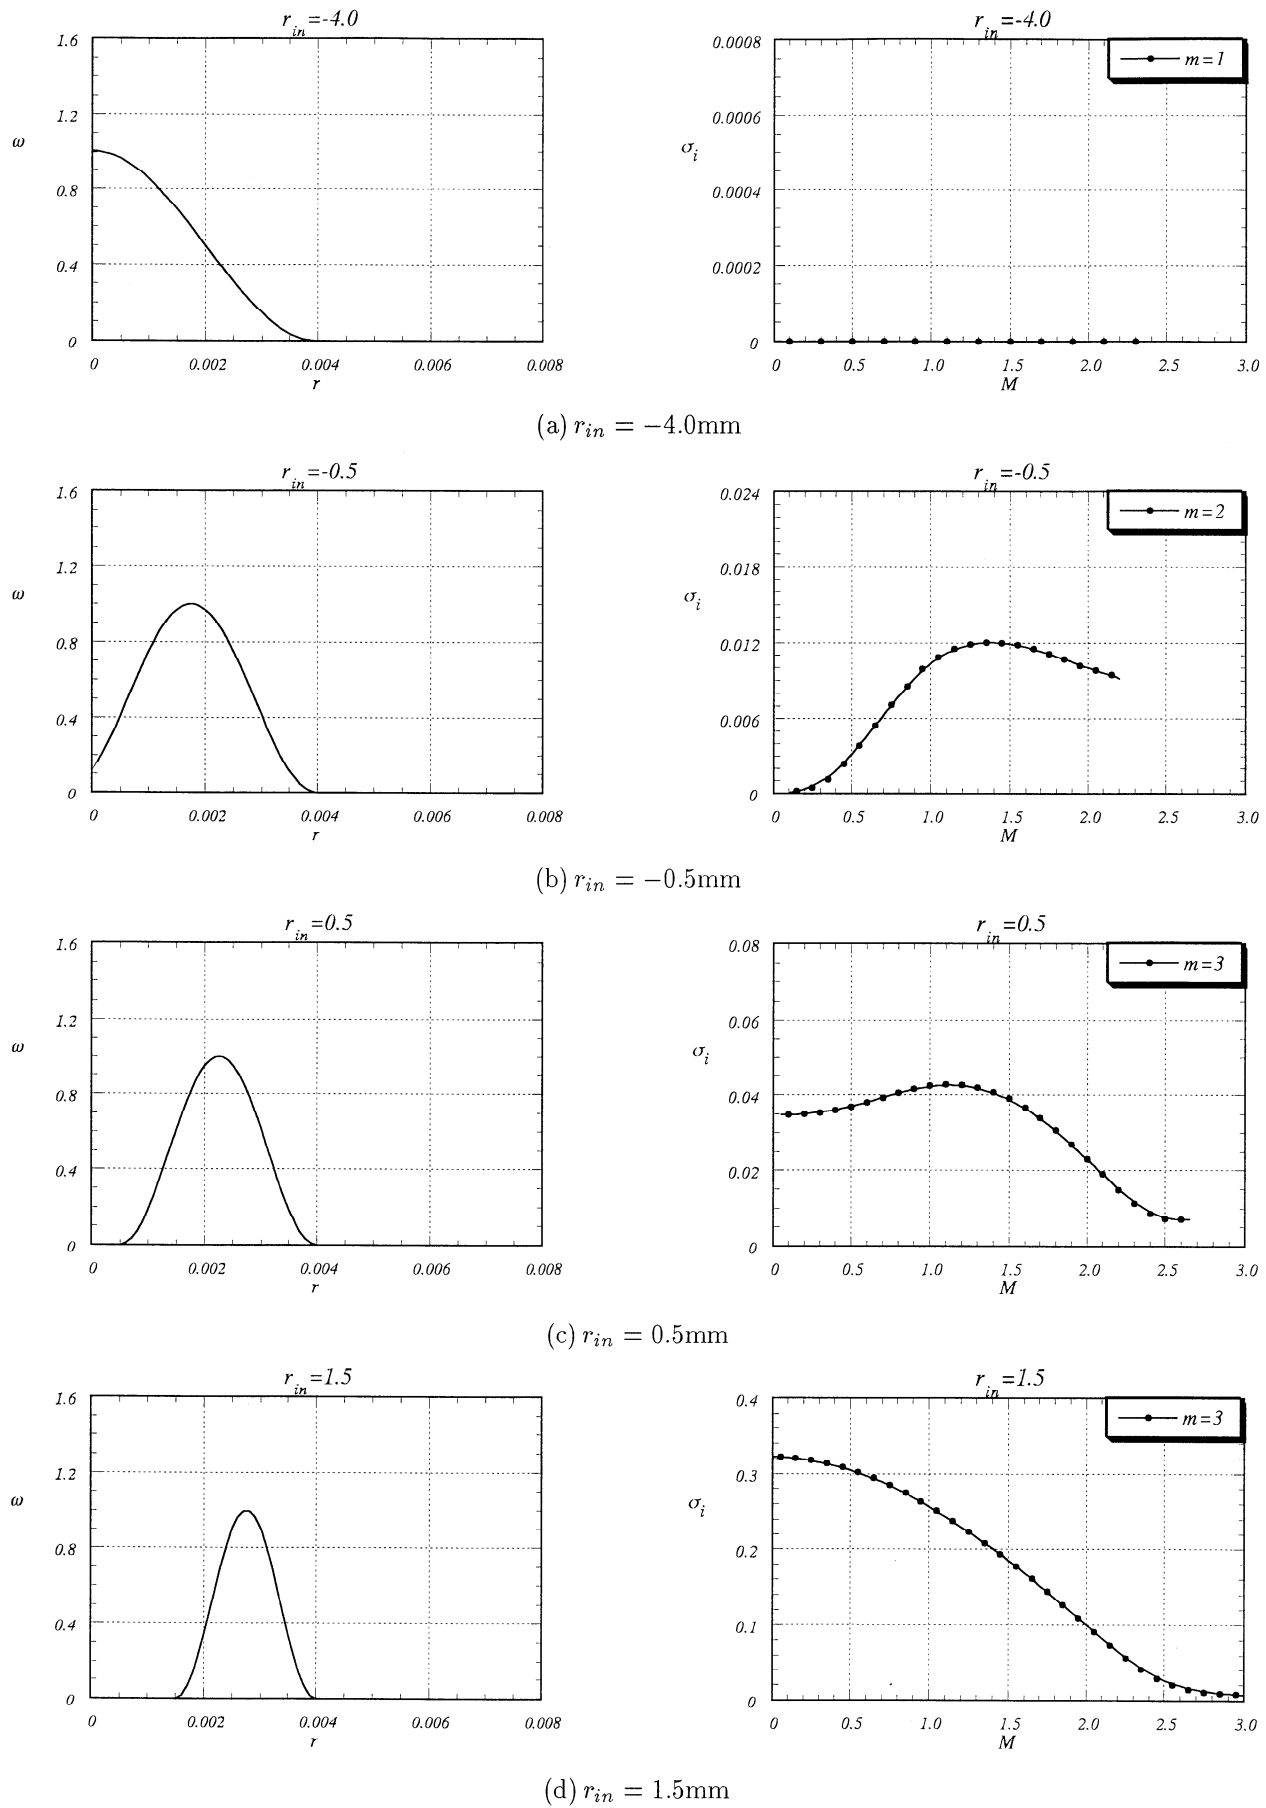 r_in=-4.0
r_in=-4.0
1.6
1.2
ω
0.8
0.4
0
0 0.002 0.004 0.006 0.008
r
m=1
0.0008
0.0006
σ_i
0.0004
0.0002
0
0 0.5 1.0 1.5 2.0 2.5 3.0
M
(a) r_in = −4.0mm
r_in=-0.5
r_in=-0.5
1.6
1.2
ω
0.8
0.4
0
0 0.002 0.004 0.006 0.008
r
m=2
0.024
0.018
σ_i
0.012
0.006
0
0 0.5 1.0 1.5 2.0 2.5 3.0
M
(b) r_in = −0.5mm
r_in=0.5
r_in=0.5
1.6
1.2
ω
0.8
0.4
0
0 0.002 0.004 0.006 0.008
r
m=3
0.08
0.06
σ_i
0.04
0.02
0
0 0.5 1.0 1.5 2.0 2.5 3.0
M
(c) r_in = 0.5mm
r_in=1.5
r_in=1.5
1.6
1.2
ω
0.8
0.4
0
0 0.002 0.004 0.006 0.008
r
m=3
0.4
0.3
σ_i
0.2
0.1
0
0 0.5 1.0 1.5 2.0 2.5 3.0
M
(d) r_in = 1.5mm